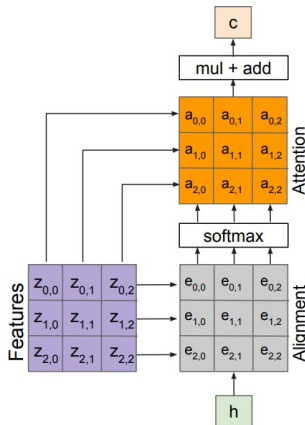 c
mul + add
a0,0 a0,1 a0,2
a1,0 a1,1 a1,2
a2,0 a2,1 a2,2
Attention
softmax
Features
z0,0 z0,1 z0,2
z1,0 z1,1 z1,2
z2,0 z2,1 z2,2
e0,0 e0,1 e0,2
e1,0 e1,1 e1,2
e2,0 e2,1 e2,2
Alignment
h